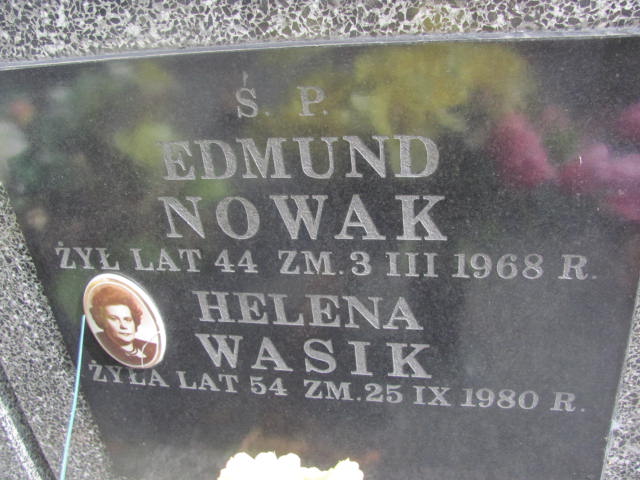 Ś. P.
EDMUND
NOWAK
ŻYŁ LAT 44 ZM. 3 III 1968 R.
HELENA
WASIK
ŻYŁA LAT 54 ZM. 25 IX 1980 R.